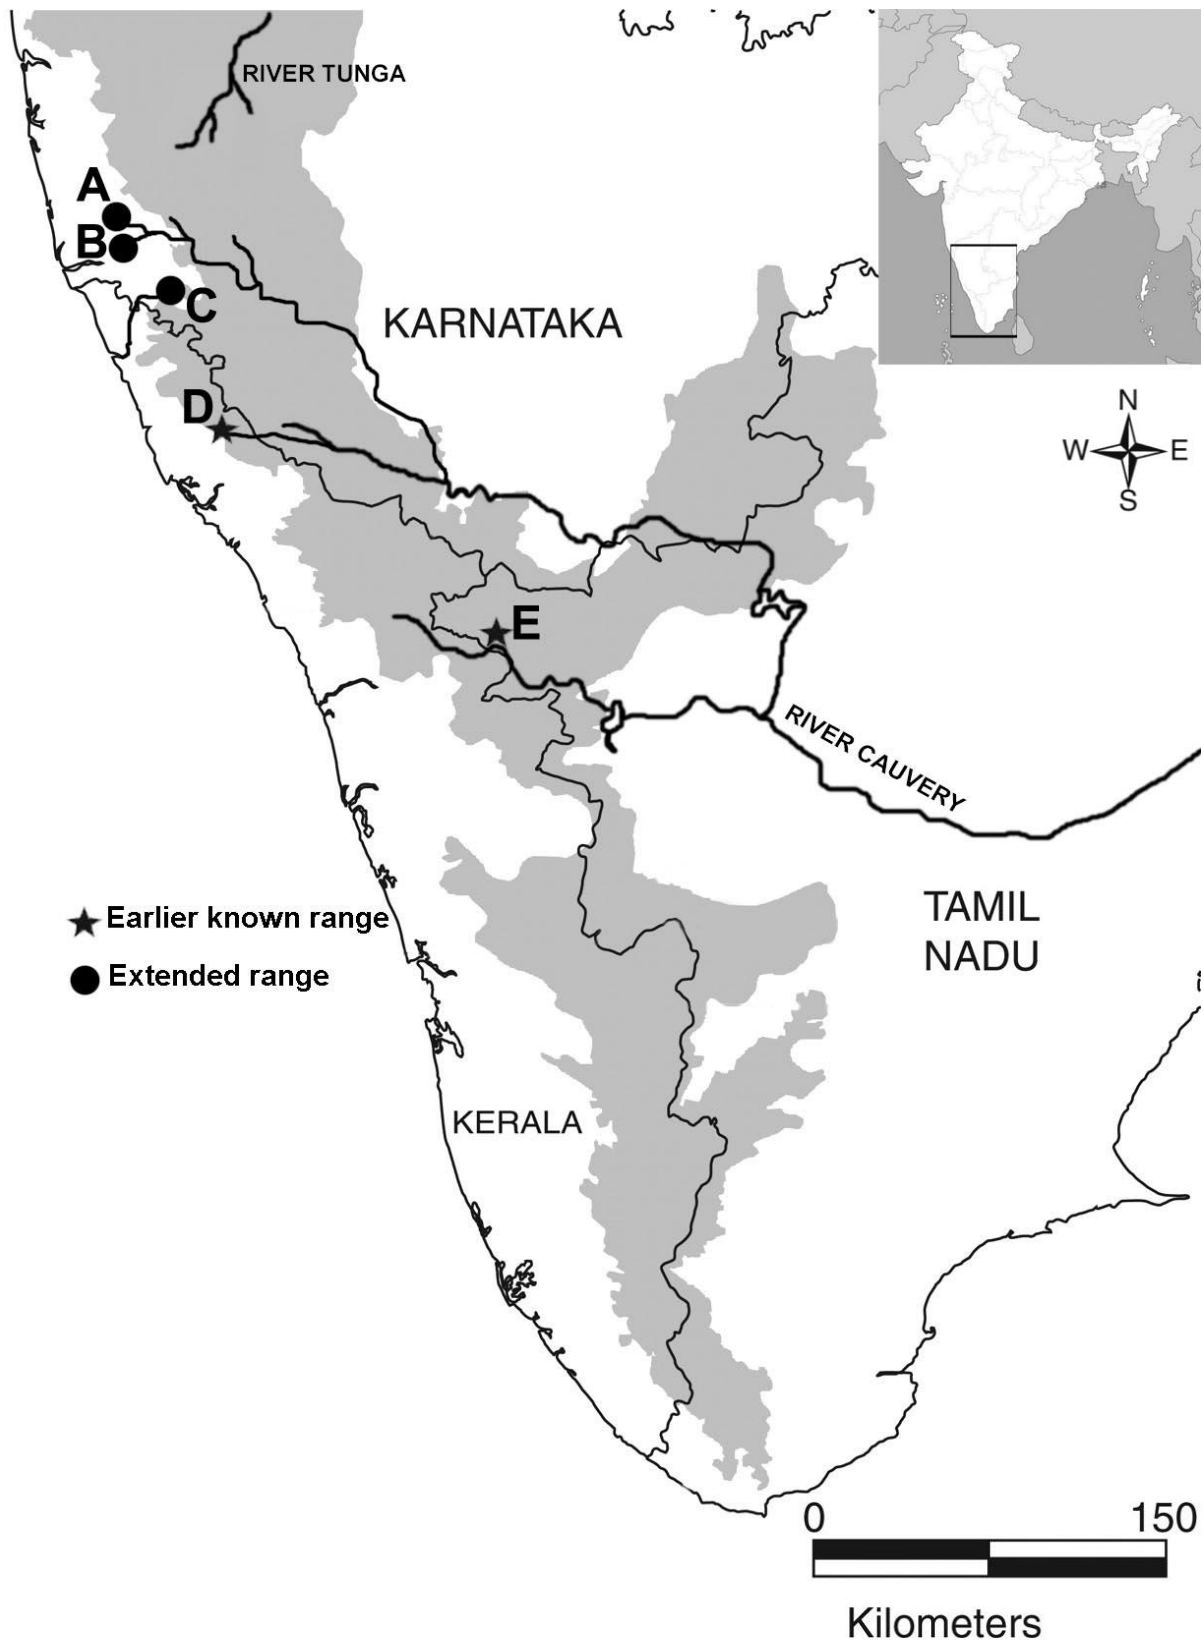 RIVER TUNGA
A
B
C
KARNATAKA
D
N
W E
S
E
RIVER CAUVERY
TAMIL
NADU
Earlier known range
Extended range
KERALA
0 150
Kilometers